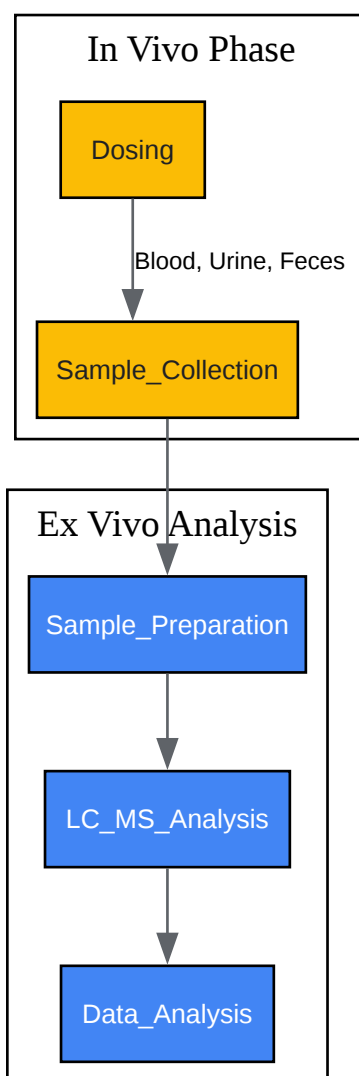 In Vivo Phase
Dosing
Blood, Urine, Feces
Sample_Collection
Ex Vivo Analysis
Sample_Preparation
LC_MS_Analysis
Data_Analysis